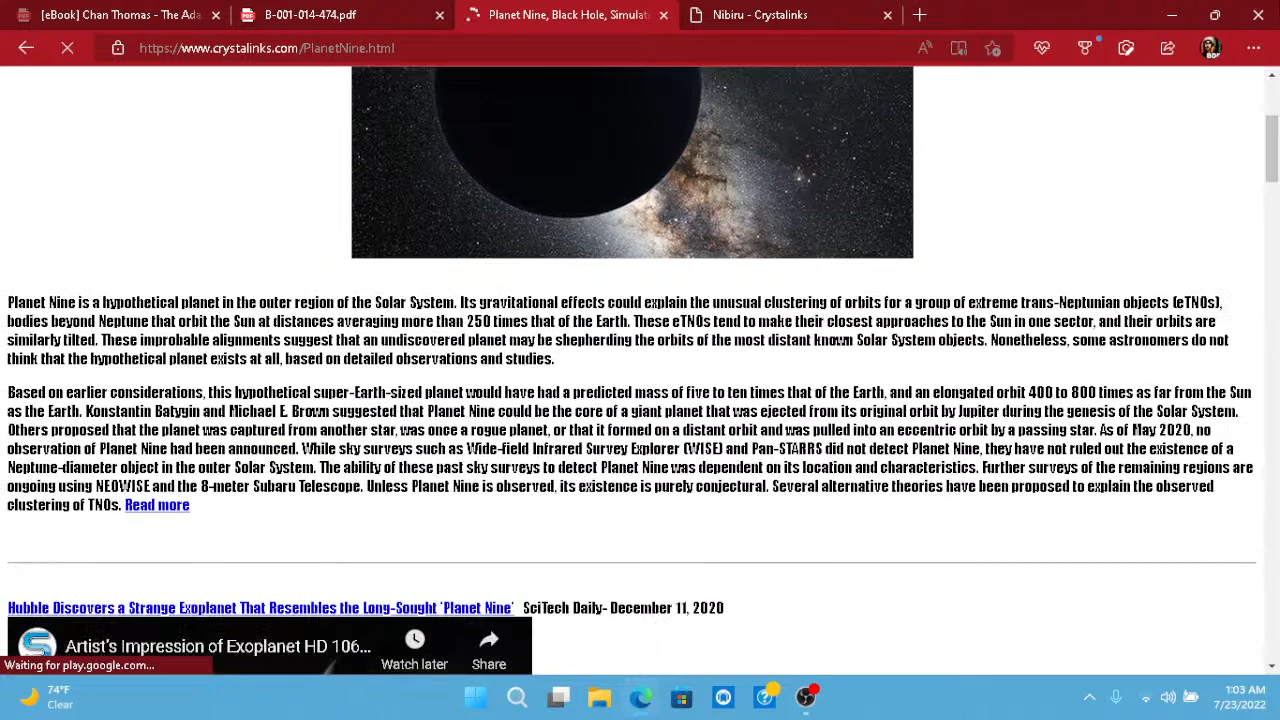 [eBook] Chan Thomas - The Ada
B-001-014-474.pdf
Planet Nine, Black Hole, Simulat
Nibiru - Crystalinks
https://www.crystalinks.com/PlanetNine.html
Planet Nine is a hypothetical planet in the outer region of the Solar System. Its gravitational effects could explain the unusual clustering of orbits for a group of extreme trans-Neptunian objects (eTNOs),
bodies beyond Neptune that orbit the Sun at distances averaging more than 250 times that of the Earth. These eTNOs tend to make their closest approaches to the Sun in one sector, and their orbits are
similarly tilted. These improbable alignments suggest that an undiscovered planet may be shepherding the orbits of the most distant known Solar System objects. Nonetheless, some astronomers do not
think that the hypothetical planet exists at all, based on detailed observations and studies.
Based on earlier considerations, this hypothetical super-Earth-sized planet would have had a predicted mass of five to ten times that of the Earth, and an elongated orbit 400 to 800 times as far from the Sun
as the Earth. Konstantin Batygin and Michael E. Brown suggested that Planet Nine could be the core of a giant planet that was ejected from its original orbit by Jupiter during the genesis of the Solar System.
Others proposed that the planet was captured from another star, was once a rogue planet, or that it formed on a distant orbit and was pulled into an eccentric orbit by a passing star. As of May 2020, no
observation of Planet Nine had been announced. While sky surveys such as Wide-field Infrared Survey Explorer (WISE) and Pan-STARRS did not detect Planet Nine, they have not ruled out the existence of a
Neptune-diameter object in the outer Solar System. The ability of these past sky surveys to detect Planet Nine was dependent on its location and characteristics. Further surveys of the remaining regions are
ongoing using NEOWISE and the 8-meter Subaru Telescope. Unless Planet Nine is observed, its existence is purely conjectural. Several alternative theories have been proposed to explain the observed
clustering of TNOs. Read more
Hubble Discovers a Strange Exoplanet That Resembles the Long-Sought 'Planet Nine' SciTech Daily- December 11, 2020
Artist's Impression of Exoplanet HD 106...
Watch later
Share
Waiting for play.google.com...
74°F
Clear
1:03 AM
7/23/2022